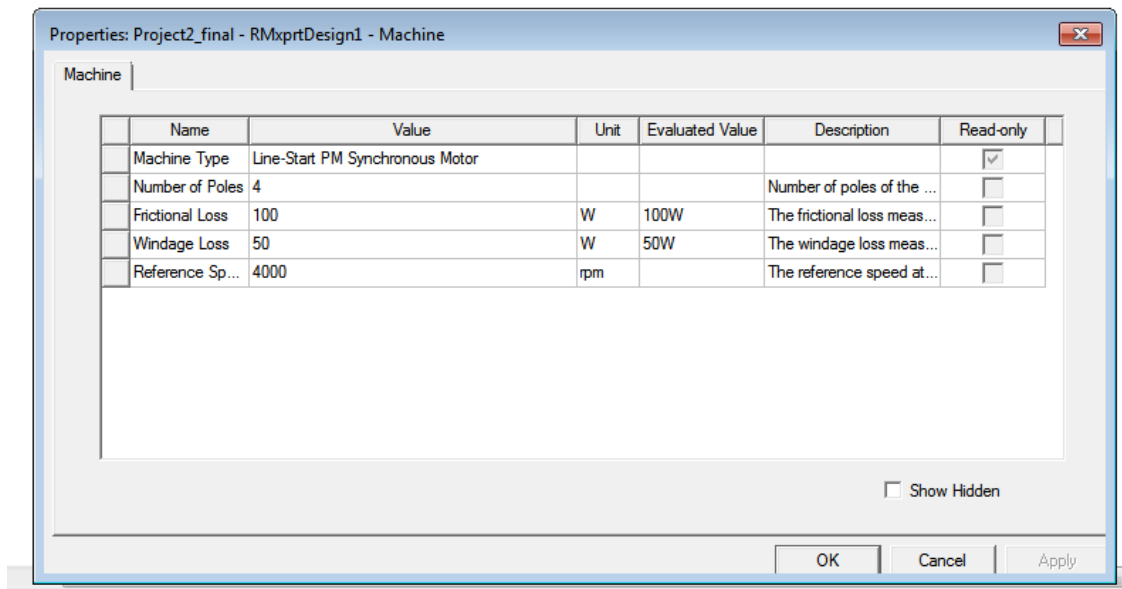 Properties: Project2_final - RMxprtDesign1 - Machine
Machine
Name Value Unit Evaluated Value Description Read-only
Machine Type Line-Start PM Synchronous Motor
Number of Poles 4 Number of poles of the ...
Frictional Loss 100 W 100W The frictional loss meas...
Windage Loss 50 W 50W The windage loss meas...
Reference Sp... 4000 rpm The reference speed at...
Show Hidden
OK Cancel Apply